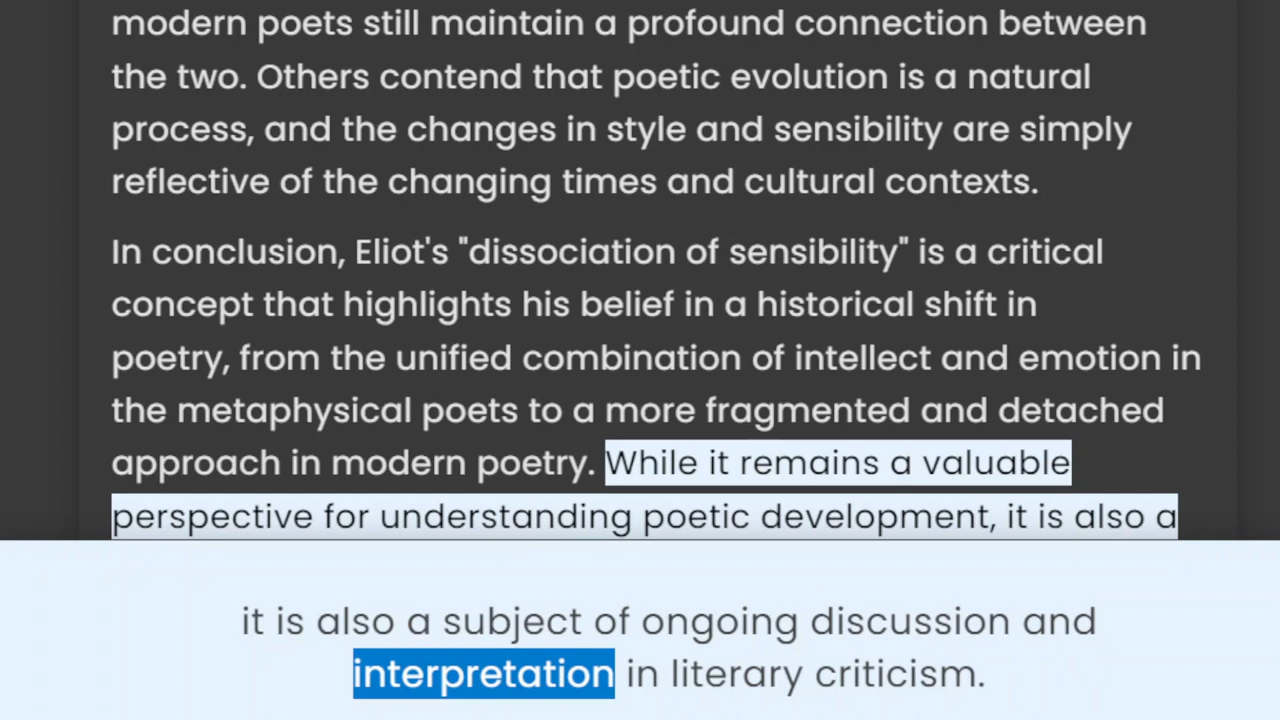 modern poets still maintain a profound connection between
the two. Others contend that poetic evolution is a natural
process, and the changes in style and sensibility are simply
reflective of the changing times and cultural contexts.
In conclusion, Eliot's "dissociation of sensibility" is a critical
concept that highlights his belief in a historical shift in
poetry, from the unified combination of intellect and emotion in
the metaphysical poets to a more fragmented and detached
approach in modern poetry. While it remains a valuable
perspective for understanding poetic development, it is also a
it is also a subject of ongoing discussion and
interpretation in literary criticism.